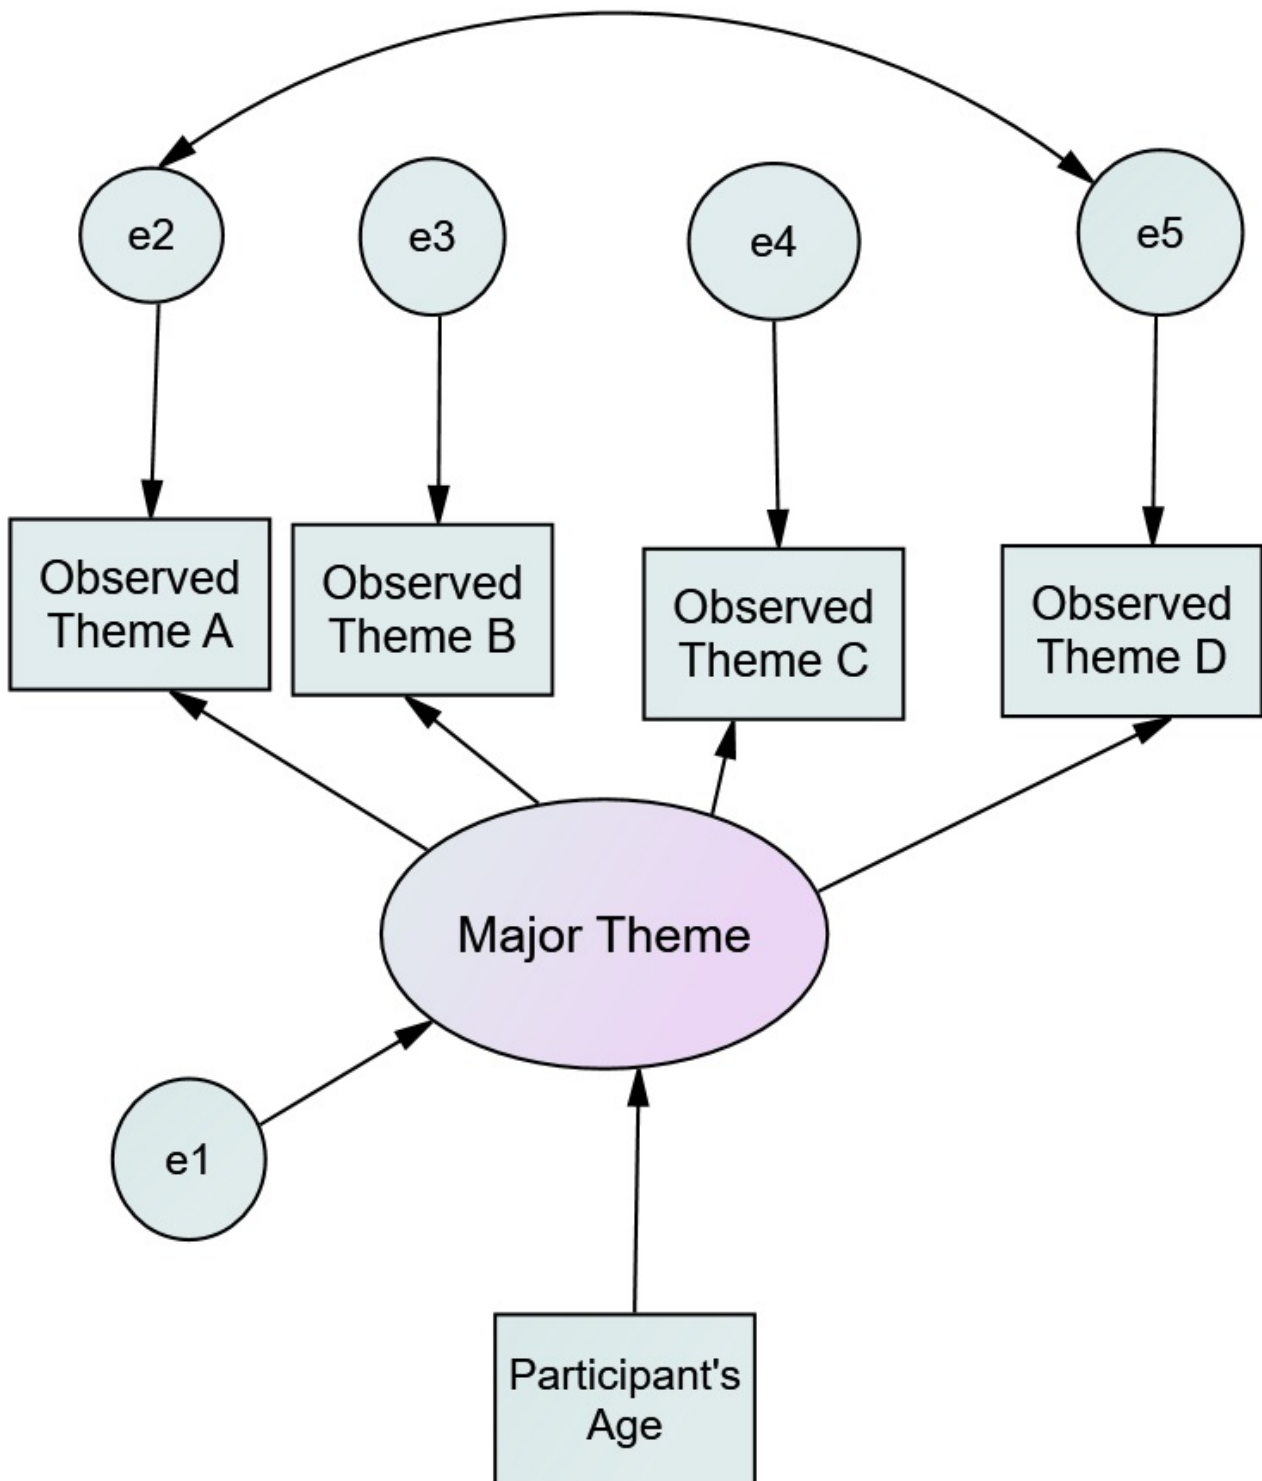 e2
e3
e4
e5
Observed
Theme A
Observed
Theme B
Observed
Theme C
Observed
Theme D
Major Theme
e1
Participant's
Age